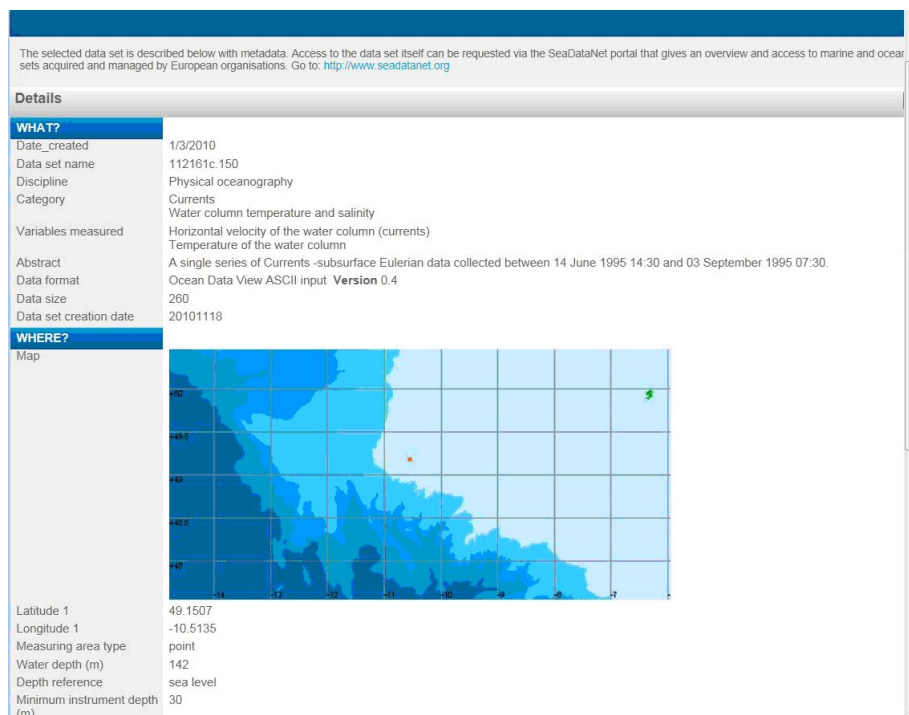 The selected data set is described below with metadata. Access to the data set itself can be requested via the SeaDataNet portal that gives an overview and access to marine and ocean
sets acquired and managed by European organisations. Go to: http://www.seadatanet.org
Details
WHAT?
Date_created 1/3/2010
Data set name 112161c.150
Discipline Physical oceanography
Category Currents
Water column temperature and salinity
Variables measured Horizontal velocity of the water column (currents)
Temperature of the water column
Abstract A single series of Currents -subsurface Eulerian data collected between 14 June 1995 14:30 and 03 September 1995 07:30.
Data format Ocean Data View ASCII input Version 0.4
Data size 260
Data set creation date 20101118
WHERE?
Map
+50
+49.5
+49
+48.5
+48
-14 -13 -12 -11 -10 -9 -8 -7
Latitude 1 49.1507
Longitude 1 -10.5135
Measuring area type point
Water depth (m) 142
Depth reference sea level
Minimum instrument depth 30
(m)